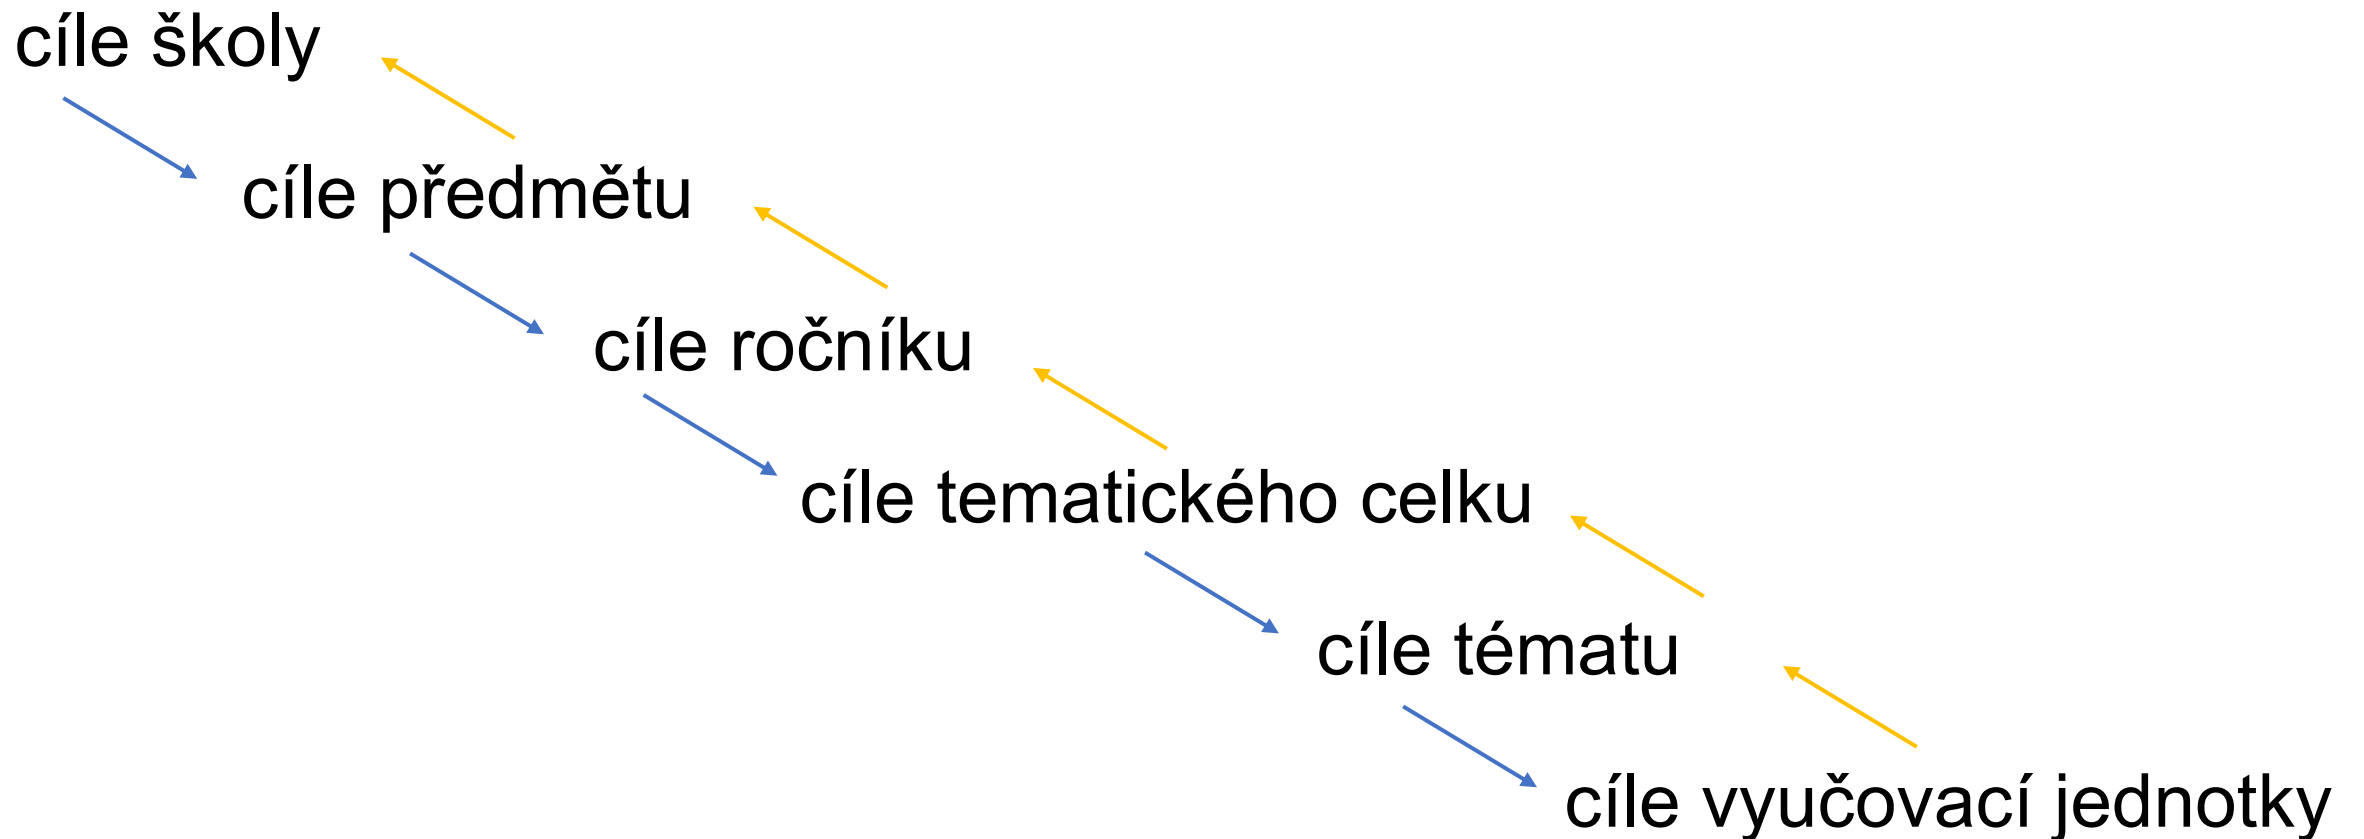 cíle školy
cíle předmětu
cíle ročníku
cíle tematického celku
cíle tématu
cíle vyučovací jednotky